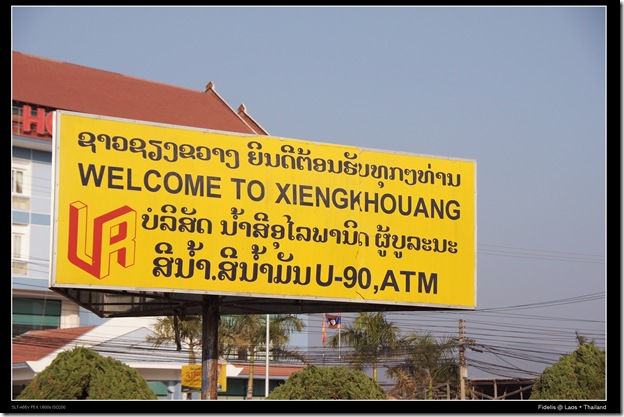 ຊາວຊຽງຂວາງ ຍິນດີຕ້ອນຮັບທຸກໆທ່ານ
WELCOME TO XIENGKHOUANG
ບໍລິສັດ ນ້ຳສີອຸໄລພານິດ ຜູ້ບູລະນະ
ສີນ້ຳ.ສີນ້ຳມັນ U-90,ATM
Fidelis @ Laos + Thailand